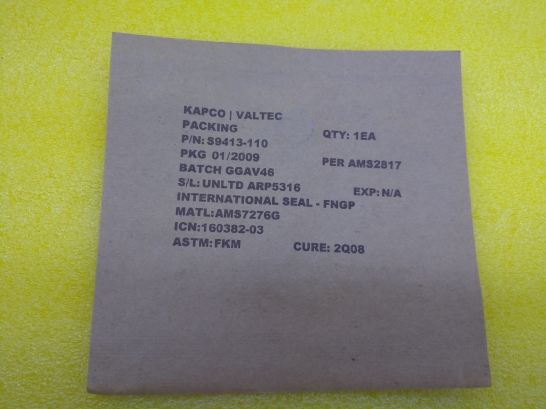 KAPCO | VALTEC
PACKING QTY: 1EA
P/N: S9413-110
PKG 01/2009 PER AMS2817
BATCH GGAV46
S/L: UNLTD ARP5316 EXP: N/A
INTERNATIONAL SEAL - FNGP
MATL:AMS7276G
ICN:160382-03
ASTM: FKM CURE: 2Q08